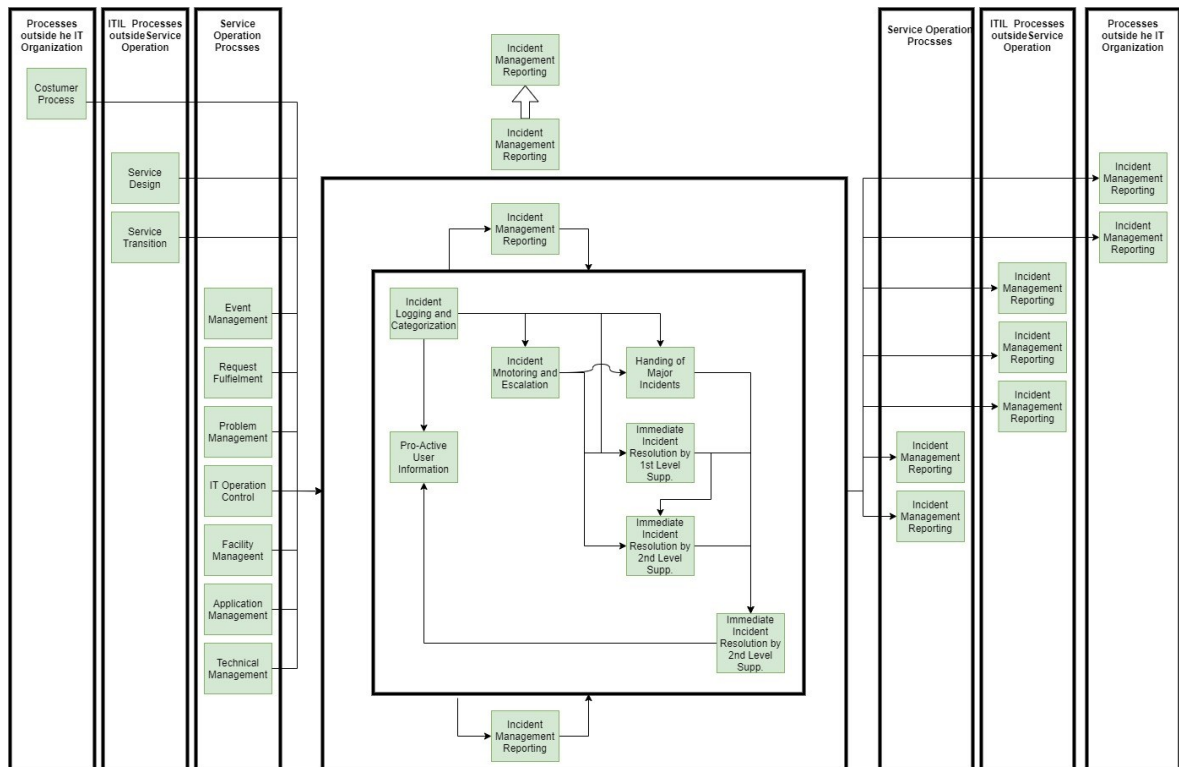 Processes
outside he IT
Organization
ITIL Processes
outsideService
Operation
Service
Operation
Procsses
Costumer
Process
Service
Design
Service
Transition
Event
Management
Request
Fulfielment
Problem
Management
IT Operation
Control
Facility
Manageent
Application
Management
Technical
Management
Incident
Management
Reporting
Incident
Management
Reporting
Incident
Management
Reporting
Incident
Logging and
Categorization
Incident
Mnotoring and
Escalation
Handing of
Major
Incidents
Pro-Active
User
Information
Immediate
Incident
Resolution by
1st Level
Supp.
Immediate
Incident
Resolution by
2nd Level
Supp.
Immediate
Incident
Resolution by
2nd Level
Supp.
Incident
Management
Reporting
Service Operation
Procsses
ITIL Processes
outsideService
Operation
Processes
outside he IT
Organization
Incident
Management
Reporting
Incident
Management
Reporting
Incident
Management
Reporting
Incident
Management
Reporting
Incident
Management
Reporting
Incident
Management
Reporting
Incident
Management
Reporting